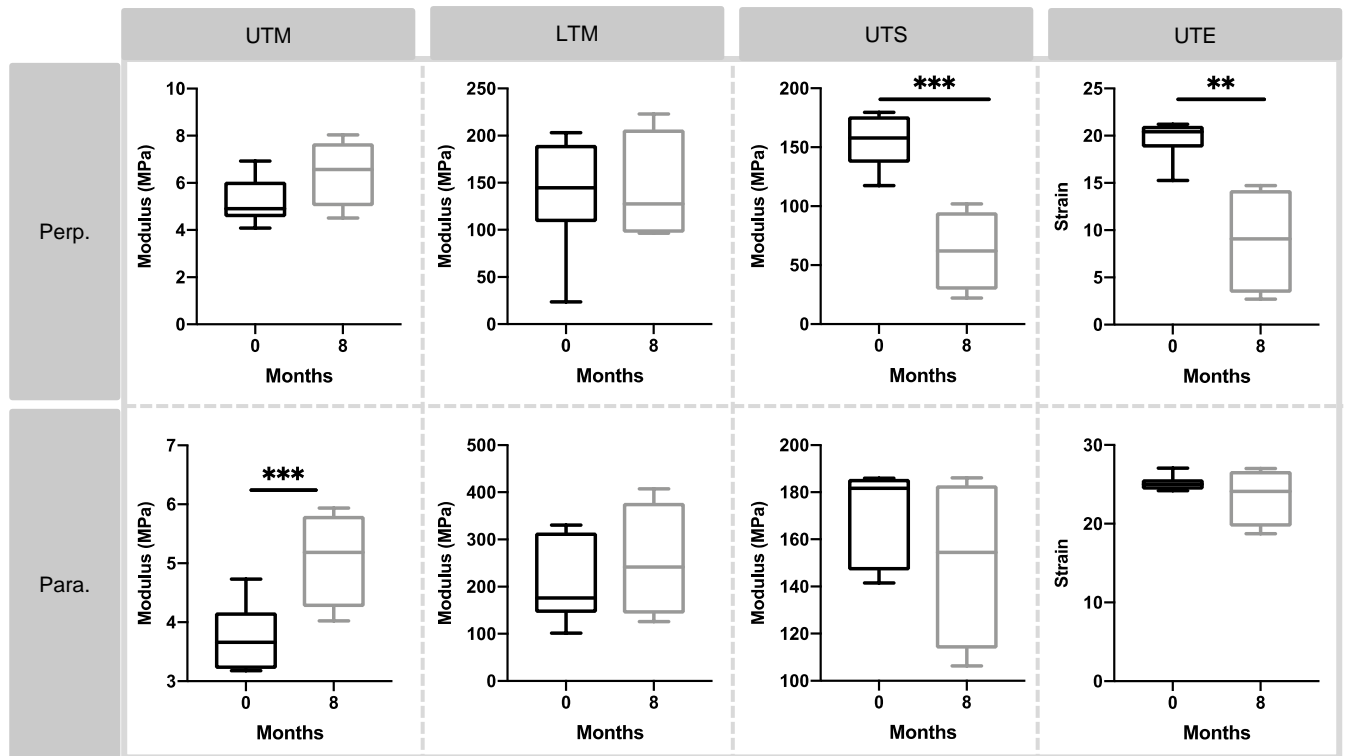 UTM
LTM
UTS
UTE
Perp.
Modulus (MPa)
10
8
6
4
2
0
0 8
Months
Modulus (MPa)
250
200
150
100
50
0
0 8
Months
Modulus (MPa)
200
150
100
50
0
***
0 8
Months
Strain
25
20
15
10
5
0
**
0 8
Months
Para.
Modulus (MPa)
7
6
5
4
3
***
0 8
Months
Modulus (MPa)
500
400
300
200
100
0
0 8
Months
Modulus (MPa)
200
180
160
140
120
100
0 8
Months
Strain
30
20
10
0
0 8
Months